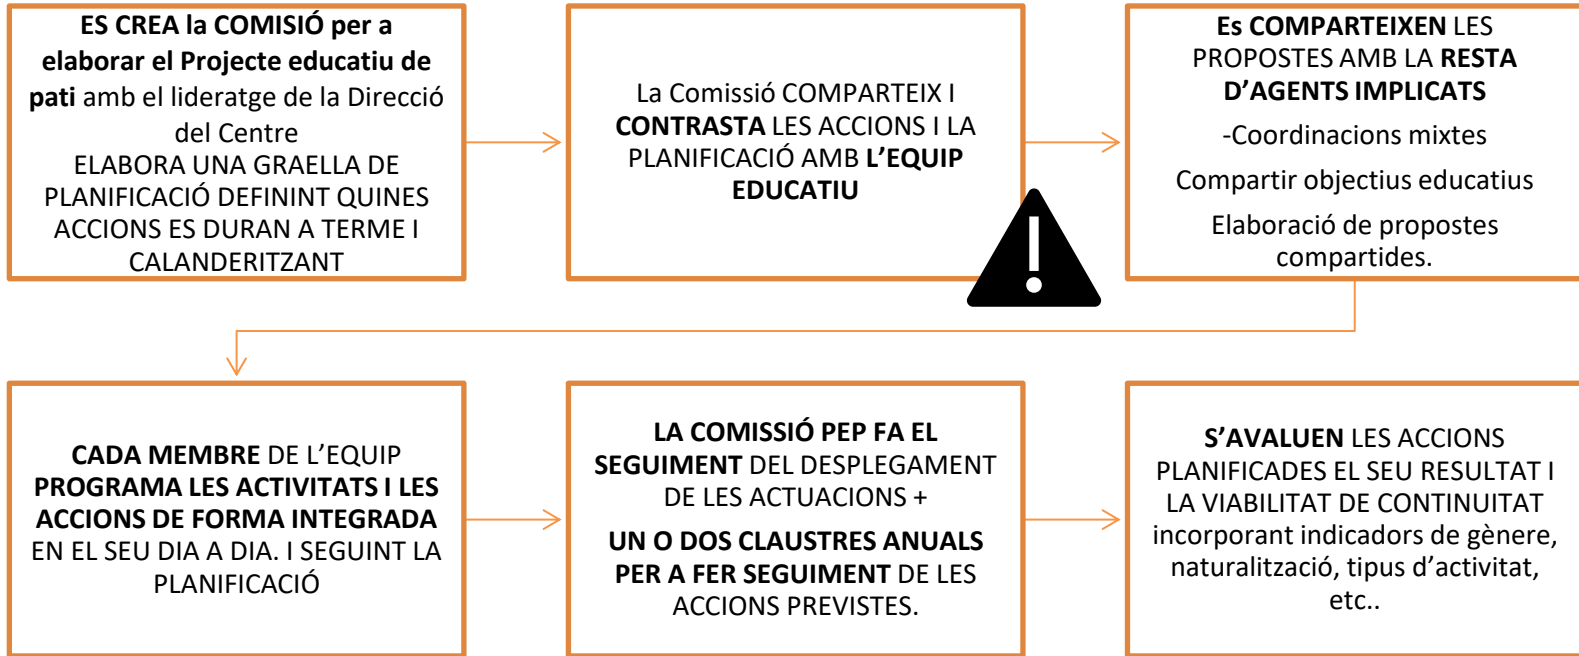 ES CREA la COMISIÓ per a
elaborar el Projecte educatiu de
pati amb el lideratge de la Direcció
del Centre
ELABORA UNA GRAELLA DE
PLANIFICACIÓ DEFININT QUINES
ACCIONS ES DURAN A TERME I
CALANDERITZANT
La Comissió COMPARTEIX I
CONTRASTA LES ACCIONS I LA
PLANIFICACIÓ AMB L’EQUIP
EDUCATIU
Es COMPARTEIXEN LES
PROPOSTES AMB LA RESTA
D’AGENTS IMPLICATS
-Coordinacions mixtes
Compartir objectius educatius
Elaboració de propostes
compartides.
CADA MEMBRE DE L’EQUIP
PROGRAMA LES ACTIVITATS I LES
ACCIONS DE FORMA INTEGRADA
EN EL SEU DIA A DIA. I SEGUINT LA
PLANIFICACIÓ
LA COMISSIÓ PEP FA EL
SEGUIMENT DEL DESPLEGAMENT
DE LES ACTUACIONS +
UN O DOS CLAUSTRES ANUALS
PER A FER SEGUIMENT DE LES
ACCIONS PREVISTES.
S’AVALUEN LES ACCIONS
PLANIFICADES EL SEU RESULTAT I
LA VIABILITAT DE CONTINUITAT
incorporant indicadors de gènere,
naturalització, tipus d’activitat,
etc..